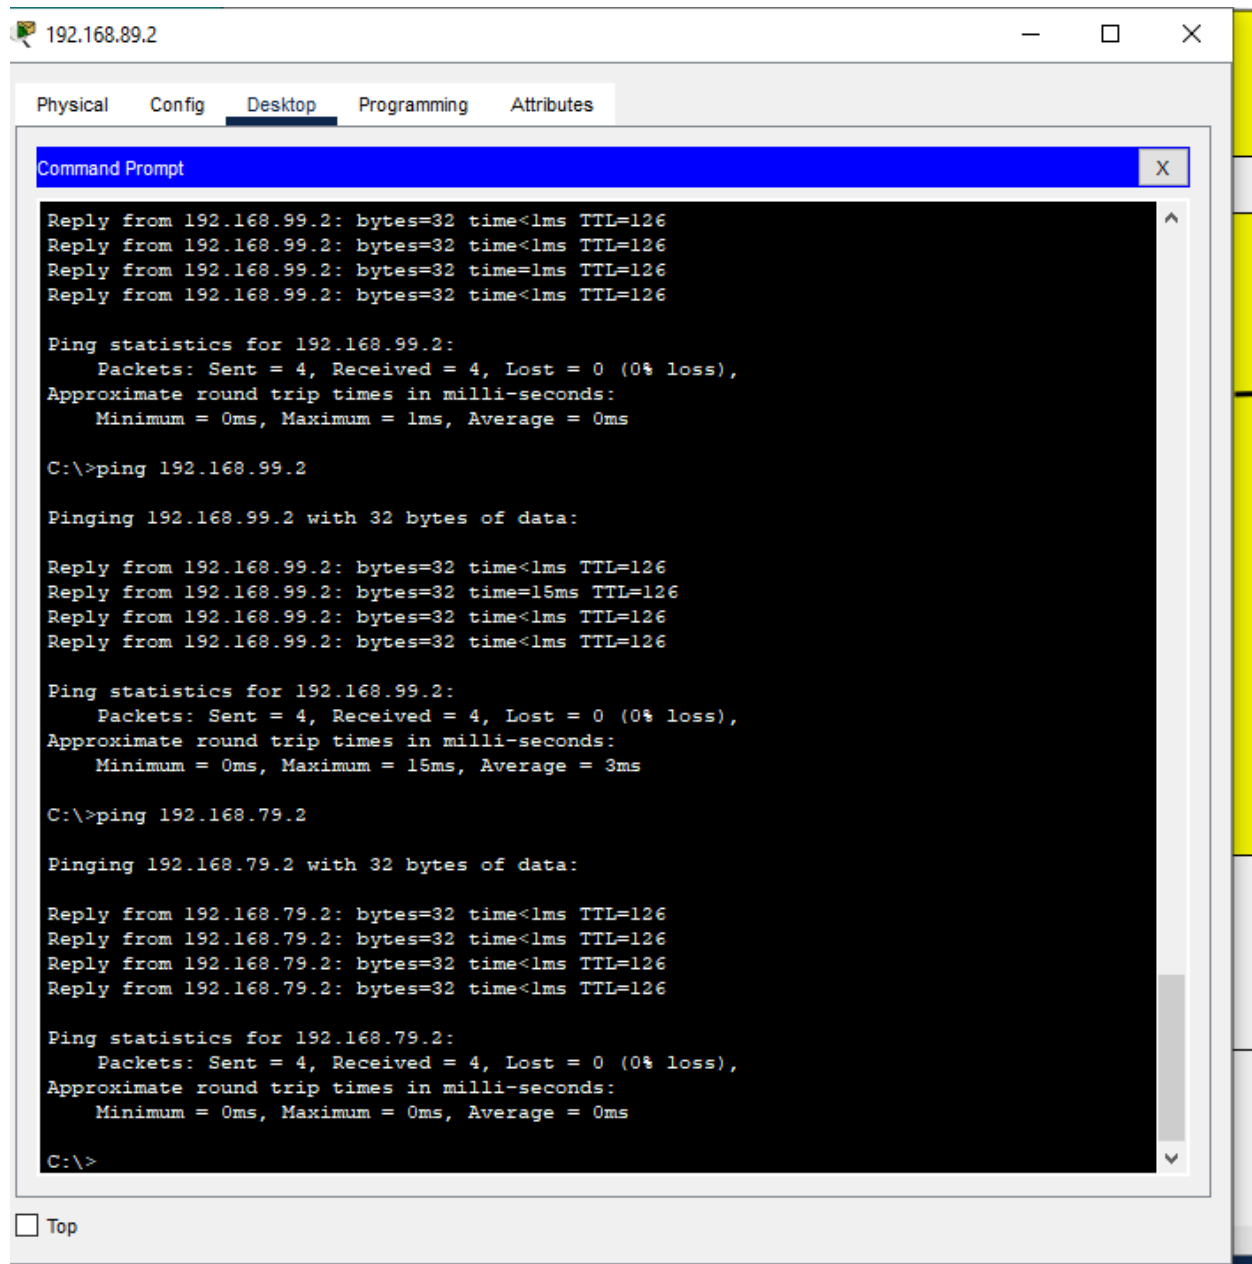 192.168.89.2
Physical Config Desktop Programming Attributes
Command Prompt X
Reply from 192.168.99.2: bytes=32 time<1ms TTL=126
Reply from 192.168.99.2: bytes=32 time<1ms TTL=126
Reply from 192.168.99.2: bytes=32 time=1ms TTL=126
Reply from 192.168.99.2: bytes=32 time<1ms TTL=126
Ping statistics for 192.168.99.2:
Packets: Sent = 4, Received = 4, Lost = 0 (0% loss),
Approximate round trip times in milli-seconds:
Minimum = 0ms, Maximum = 1ms, Average = 0ms
C:\>ping 192.168.99.2
Pinging 192.168.99.2 with 32 bytes of data:
Reply from 192.168.99.2: bytes=32 time<1ms TTL=126
Reply from 192.168.99.2: bytes=32 time=15ms TTL=126
Reply from 192.168.99.2: bytes=32 time<1ms TTL=126
Reply from 192.168.99.2: bytes=32 time<1ms TTL=126
Ping statistics for 192.168.99.2:
Packets: Sent = 4, Received = 4, Lost = 0 (0% loss),
Approximate round trip times in milli-seconds:
Minimum = 0ms, Maximum = 15ms, Average = 3ms
C:\>ping 192.168.79.2
Pinging 192.168.79.2 with 32 bytes of data:
Reply from 192.168.79.2: bytes=32 time<1ms TTL=126
Reply from 192.168.79.2: bytes=32 time<1ms TTL=126
Reply from 192.168.79.2: bytes=32 time<1ms TTL=126
Reply from 192.168.79.2: bytes=32 time<1ms TTL=126
Ping statistics for 192.168.79.2:
Packets: Sent = 4, Received = 4, Lost = 0 (0% loss),
Approximate round trip times in milli-seconds:
Minimum = 0ms, Maximum = 0ms, Average = 0ms
C:\>
Top